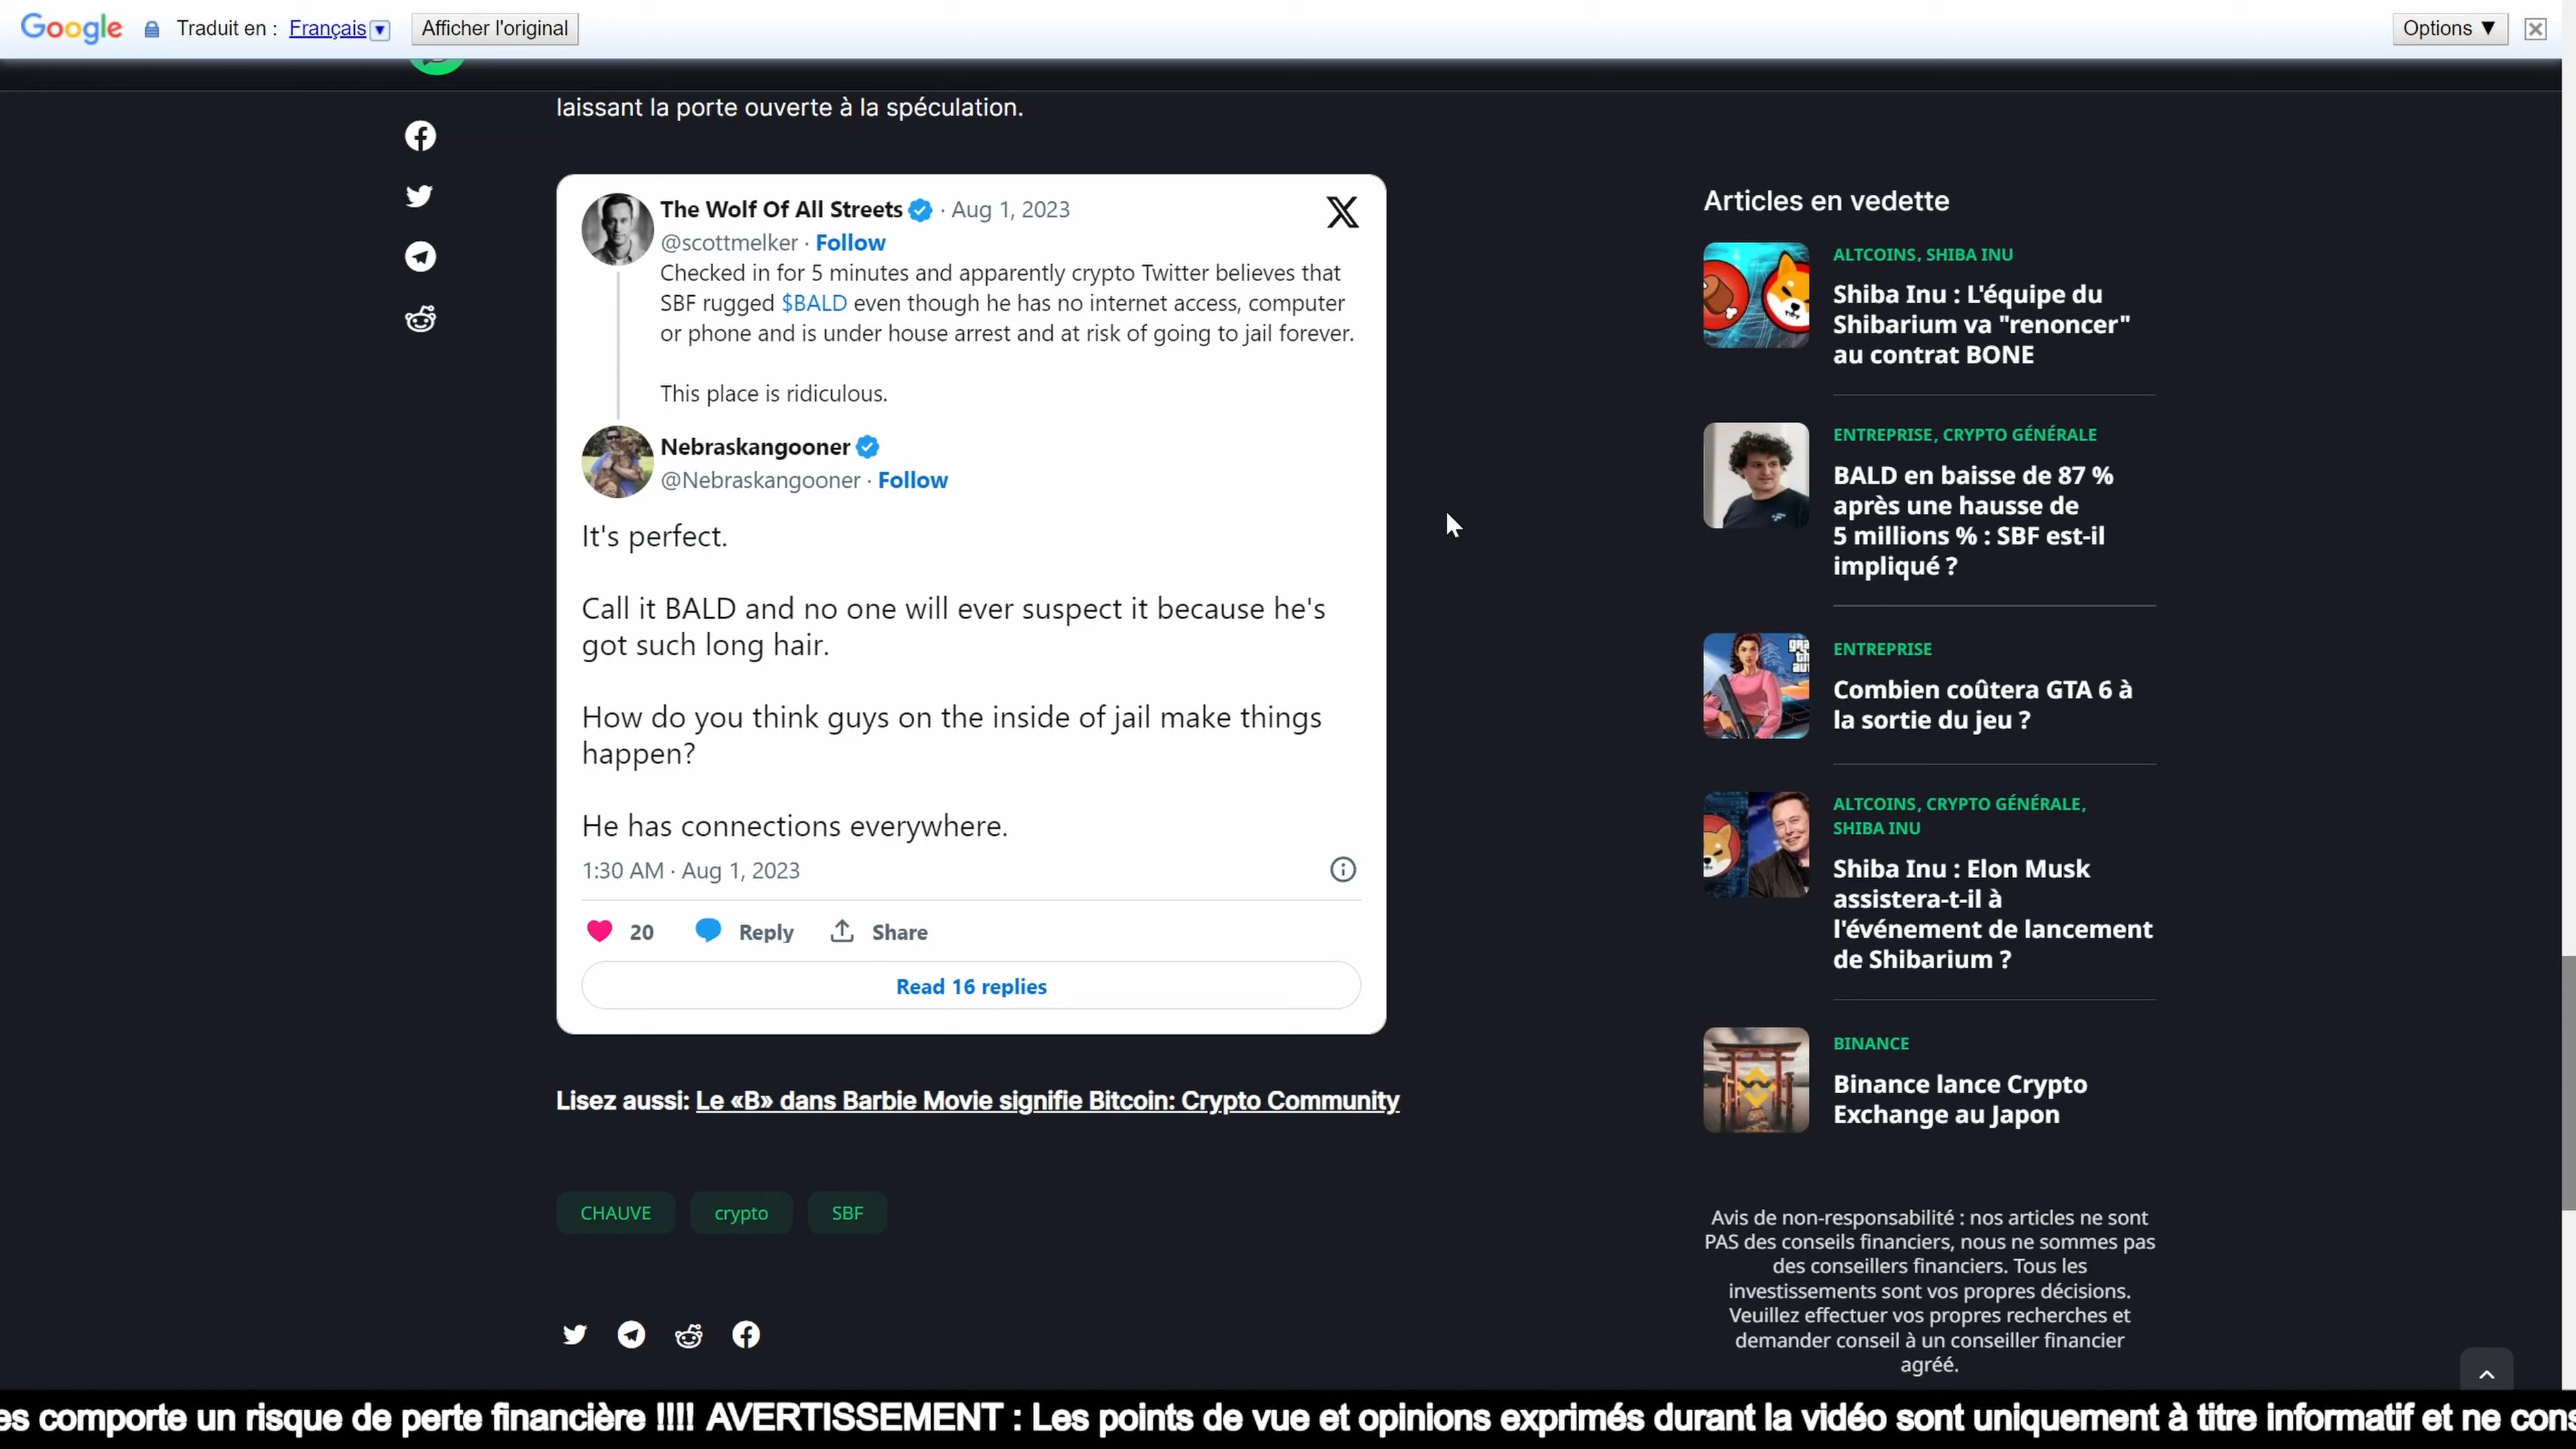 Google Traduit en : Français ▼ Afficher l'original Options ▼
laissant la porte ouverte à la spéculation.
The Wolf Of All Streets · Aug 1, 2023
@scottmelker · Follow
Checked in for 5 minutes and apparently crypto Twitter believes that
SBF rugged $BALD even though he has no internet access, computer
or phone and is under house arrest and at risk of going to jail forever.
This place is ridiculous.
Nebraskangooner
@Nebraskangooner · Follow
It's perfect.
Call it BALD and no one will ever suspect it because he's
got such long hair.
How do you think guys on the inside of jail make things
happen?
He has connections everywhere.
1:30 AM · Aug 1, 2023
20 Reply Share
Read 16 replies
Lisez aussi: Le «B» dans Barbie Movie signifie Bitcoin: Crypto Community
CHAUVE crypto SBF
Articles en vedette
ALTCOINS, SHIBA INU
Shiba Inu : L'équipe du
Shibarium va "renoncer"
au contrat BONE
ENTREPRISE, CRYPTO GÉNÉRALE
BALD en baisse de 87 %
après une hausse de
5 millions % : SBF est-il
impliqué ?
ENTREPRISE
Combien coûtera GTA 6 à
la sortie du jeu ?
ALTCOINS, CRYPTO GÉNÉRALE,
SHIBA INU
Shiba Inu : Elon Musk
assistera-t-il à
l'événement de lancement
de Shibarium ?
BINANCE
Binance lance Crypto
Exchange au Japon
Avis de non-responsabilité : nos articles ne sont
PAS des conseils financiers, nous ne sommes pas
des conseillers financiers. Tous les
investissements sont vos propres décisions.
Veuillez effectuer vos propres recherches et
demander conseil à un conseiller financier
agréé.
es comporte un risque de perte financière !!!! AVERTISSEMENT : Les points de vue et opinions exprimés durant la vidéo sont uniquement à titre informatif et ne cons